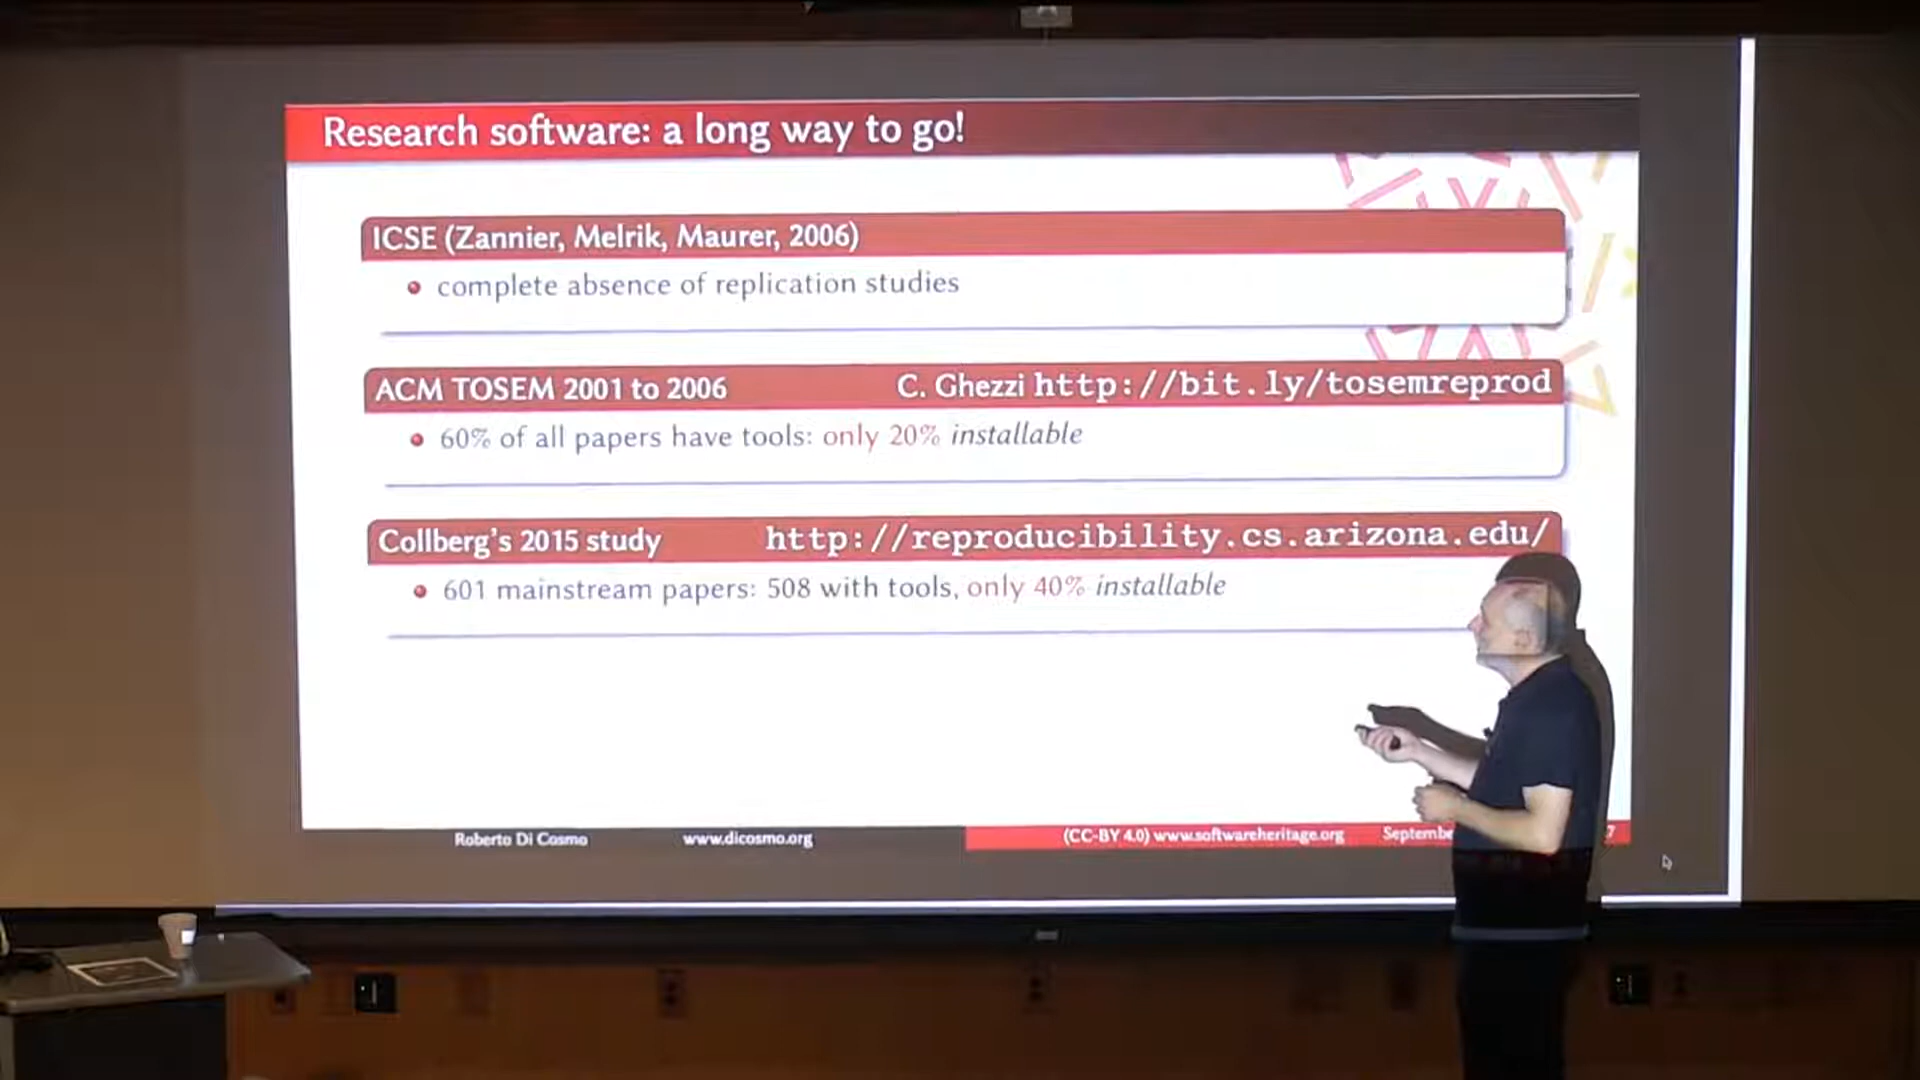 Research software: a long way to go!
ICSE (Zannier, Melrik, Maurer, 2006)
complete absence of replication studies
ACM TOSEM 2001 to 2006 C. Ghezzi http://bit.ly/tosemreprod
60% of all papers have tools: only 20% installable
Collberg's 2015 study http://reproducibility.cs.arizona.edu/
601 mainstream papers: 508 with tools, only 40% installable
Roberto Di Cosmo www.dicosmo.org (CC-BY 4.0) www.softwareheritage.org